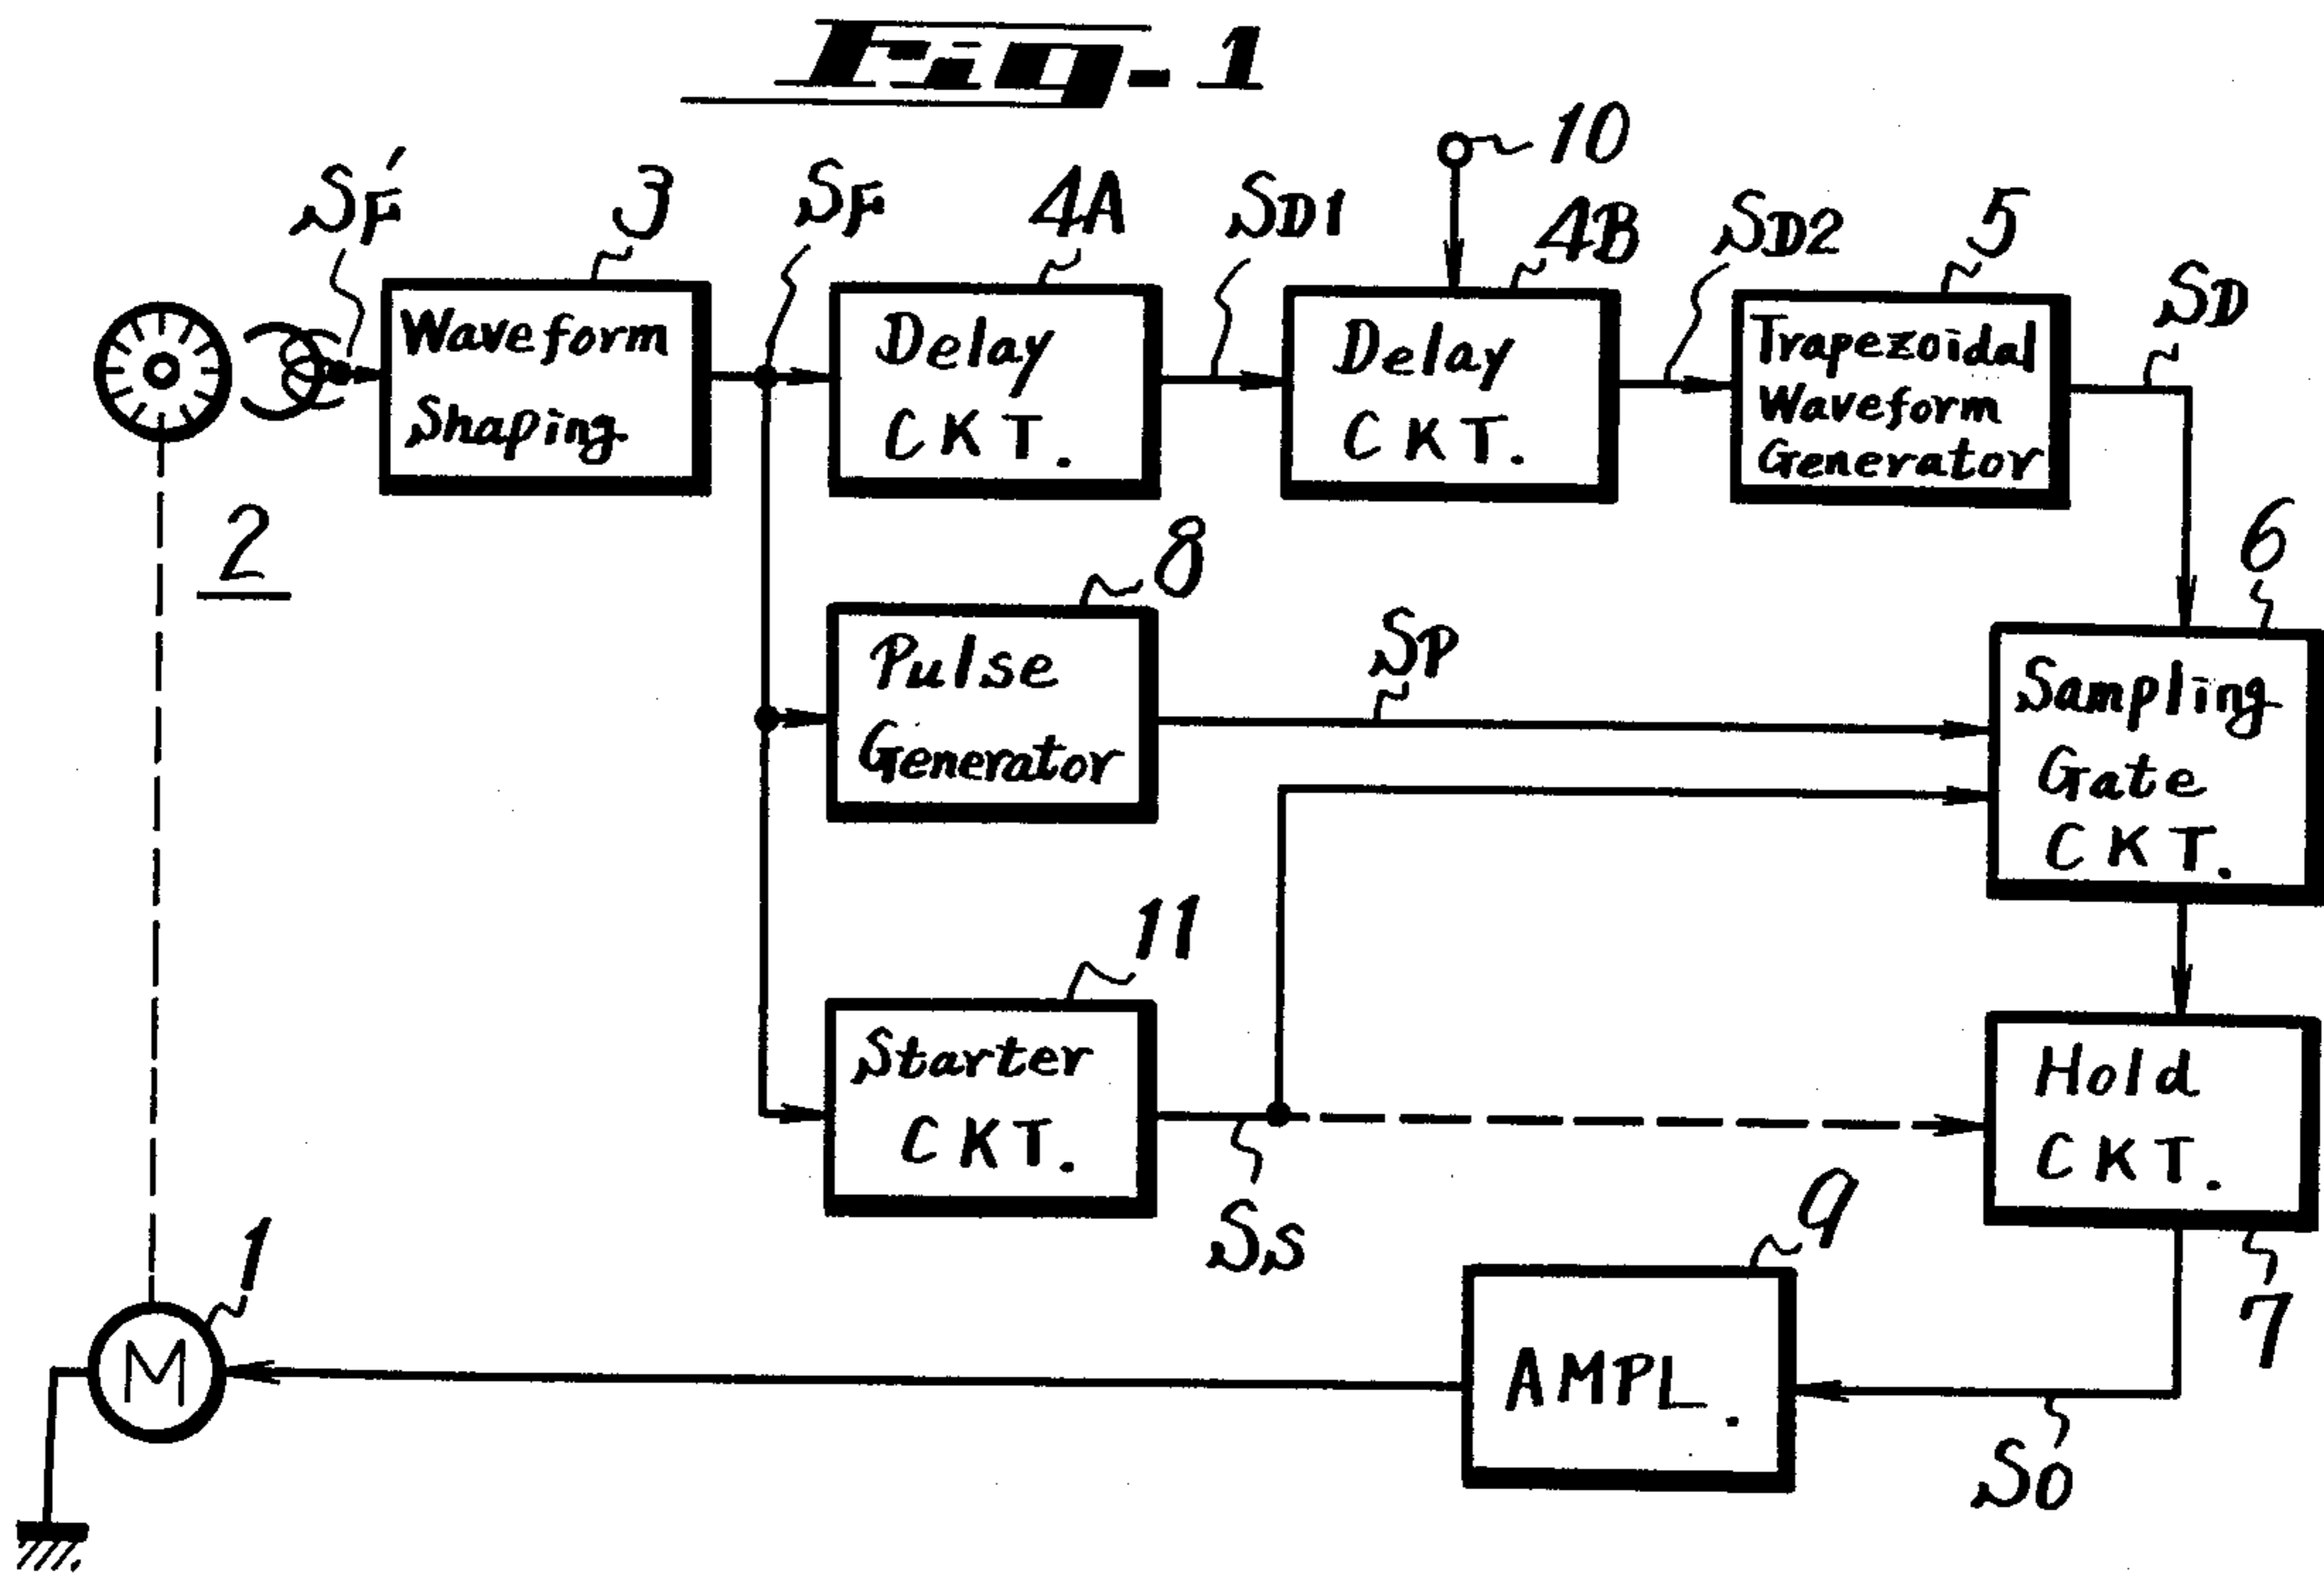 Fig-1
SF'
3
SF
4A
SD1
10
4B
SD2
5
SD
Waveform
Shaping
Delay
CKT.
Delay
CKT.
Trapezoidal
Waveform
Generator
2
8
6
Pulse
Generator
SP
Sampling
Gate
CKT.
11
Starter
CKT.
SS
Hold
CKT.
7
1
M
9
AMPL.
SO